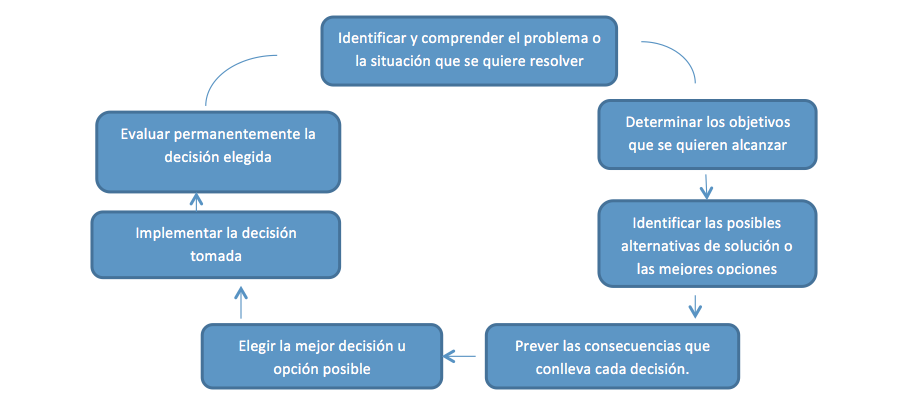 Identificar y comprender el problema o
la situación que se quiere resolver
Determinar los objetivos
que se quieren alcanzar
Identificar las posibles
alternativas de solución o
las mejores opciones
Prever las consecuencias que
conlleva cada decisión.
Elegir la mejor decisión u
opción posible
Implementar la decisión
tomada
Evaluar permanentemente la
decisión elegida